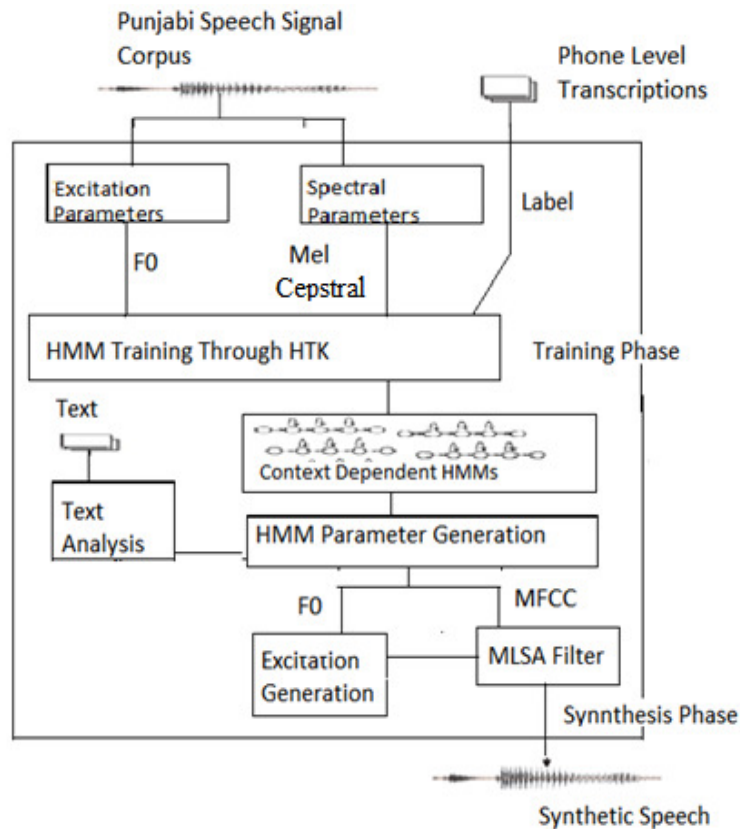 Punjabi Speech Signal
Corpus
Phone Level
Transcriptions
Excitation
Parameters
Spectral
Parameters
Label
F0
Mel
Cepstral
HMM Training Through HTK
Training Phase
Text
Context Dependent HMMs
Text
Analysis
HMM Parameter Generation
F0
MFCC
Excitation
Generation
MLSA Filter
Synnthesis Phase
Synthetic Speech